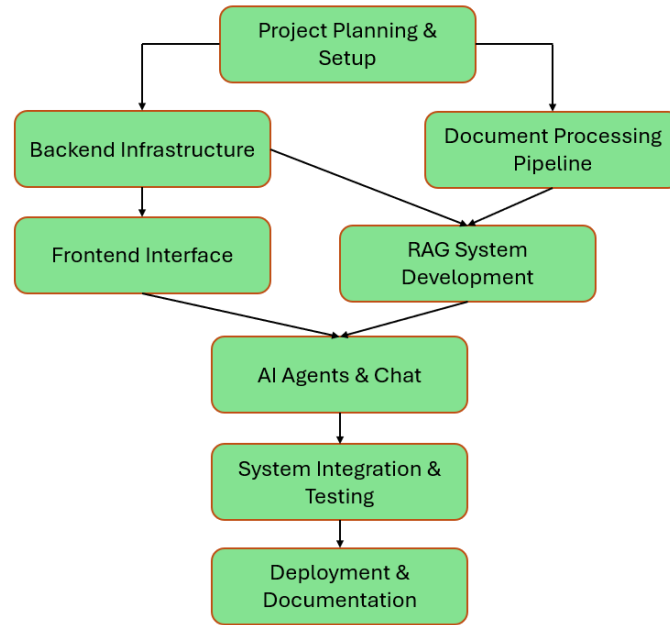 Project Planning &
Setup
Backend Infrastructure
Document Processing
Pipeline
Frontend Interface
RAG System
Development
AI Agents & Chat
System Integration &
Testing
Deployment &
Documentation